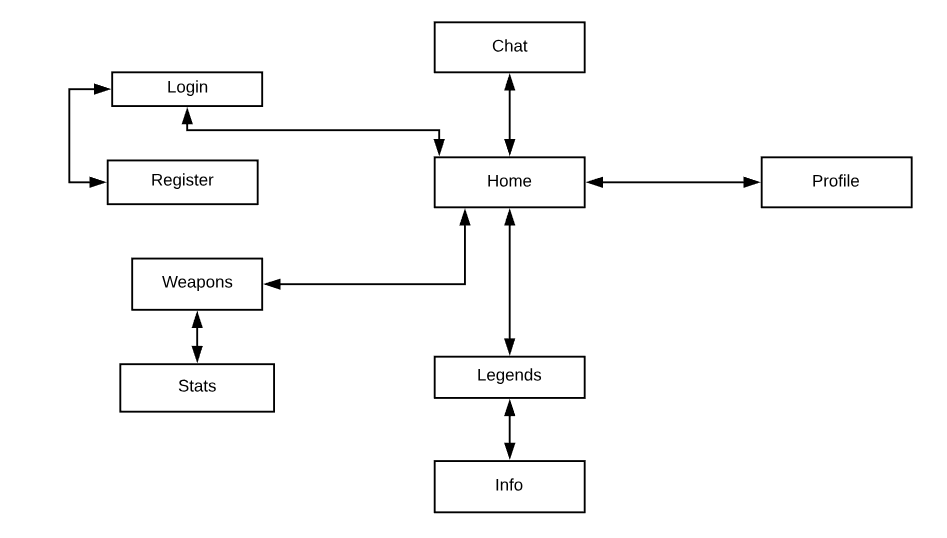 Chat
Login
Home
Register
Profile
Weapons
Legends
Stats
Info